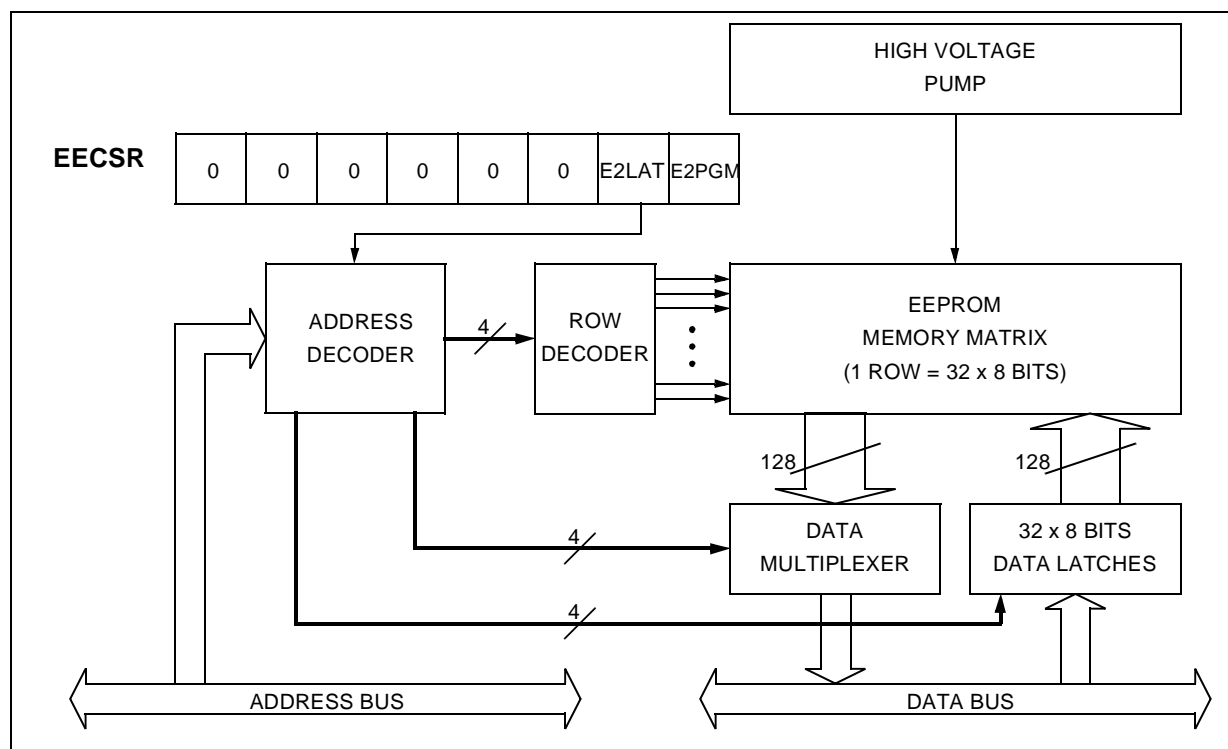 HIGH VOLTAGE
PUMP
EECSR
0 0 0 0 0 0 E2LAT E2PGM
ADDRESS
DECODER
4
ROW
DECODER
EEPROM
MEMORY MATRIX
(1 ROW = 32 x 8 BITS)
128
128
4
DATA
MULTIPLEXER
32 x 8 BITS
DATA LATCHES
4
ADDRESS BUS
DATA BUS